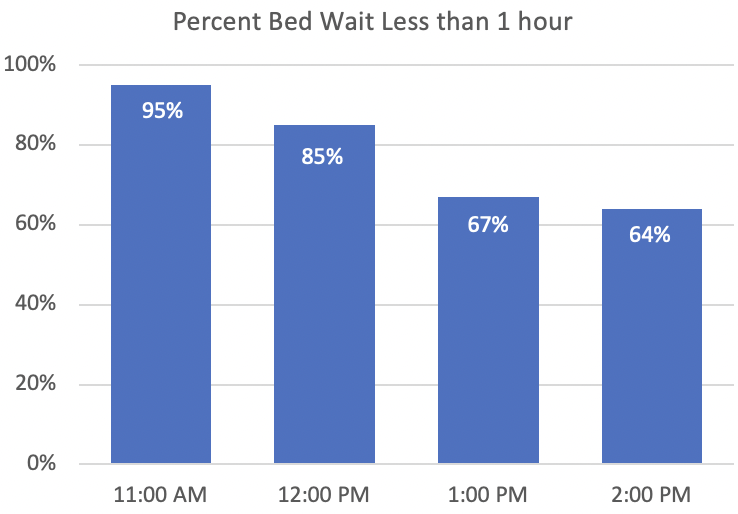 Percent Bed Wait Less than 1 hour
100%
80%
60%
40%
20%
0%
95%
85%
67%
64%
11:00 AM
12:00 PM
1:00 PM
2:00 PM